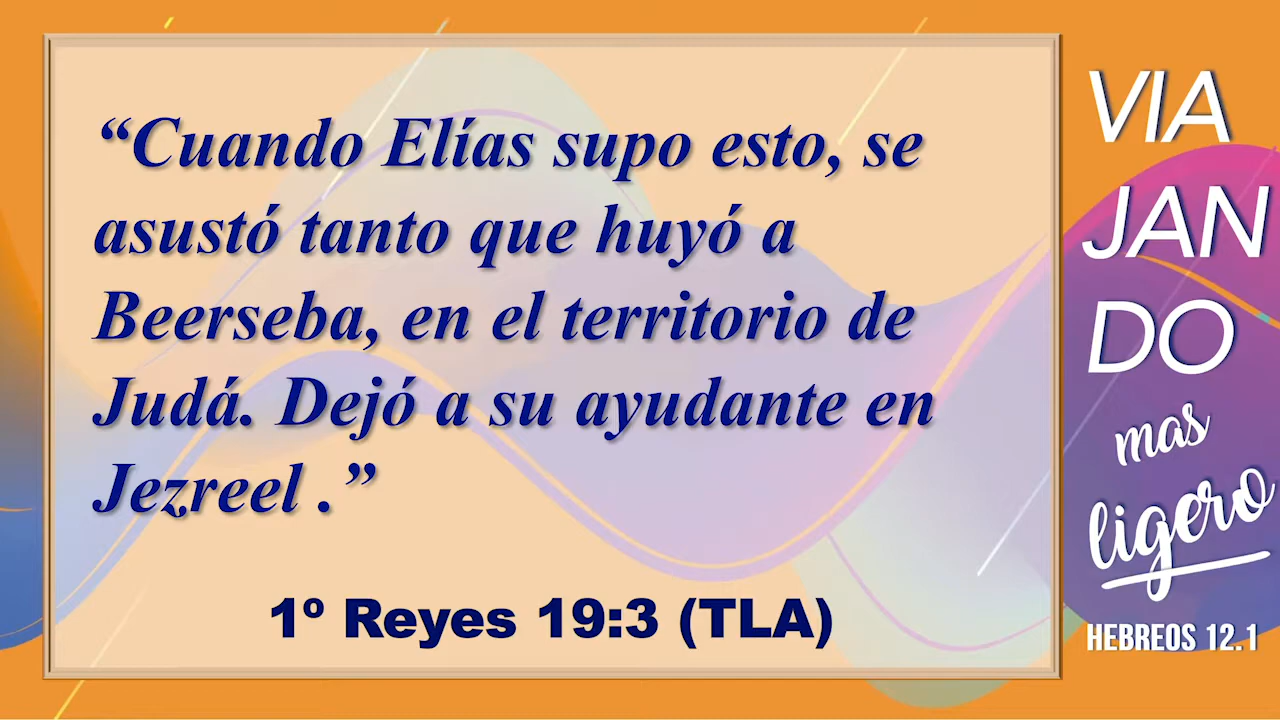 “Cuando Elías supo esto, se
asustó tanto que huyó a
Beerseba, en el territorio de
Judá. Dejó a su ayudante en
Jezreel .”
1º Reyes 19:3 (TLA)
VIA
JAN
DO
mas
ligero
HEBREOS 12.1